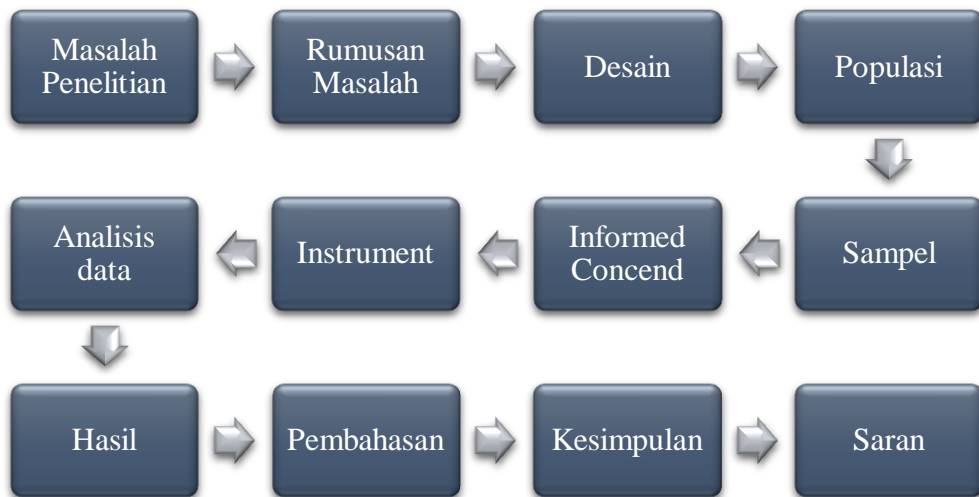 Masalah
Penelitian
Rumusan
Masalah
Desain
Populasi
Sampel
Informed
Concend
Instrument
Analisis
data
Hasil
Pembahasan
Kesimpulan
Saran